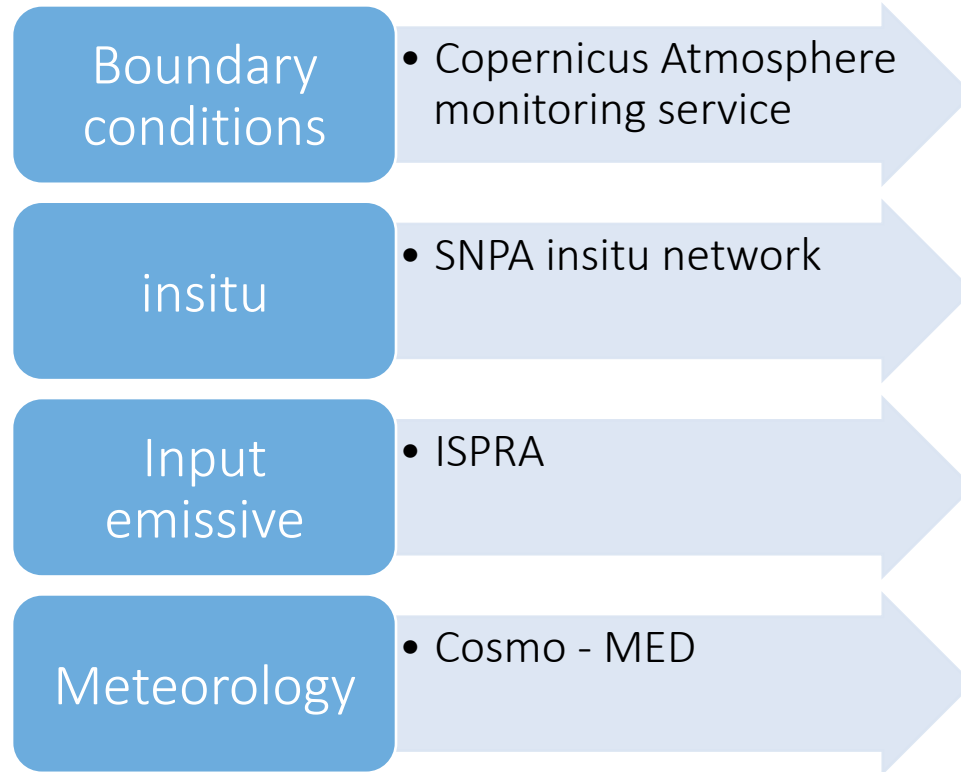 Boundary
conditions
• Copernicus Atmosphere
monitoring service
insitu
• SNPA insitu network
Input
emissive
• ISPRA
Meteorology
• Cosmo - MED